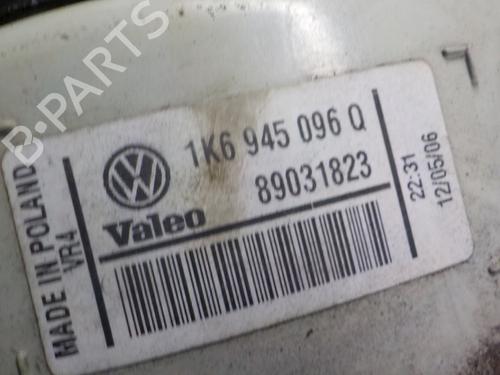 B-PARTS
MADE IN POLAND
VR4
1K6 945 096 Q
89031823
Valeo
22:31
12/05/06
L